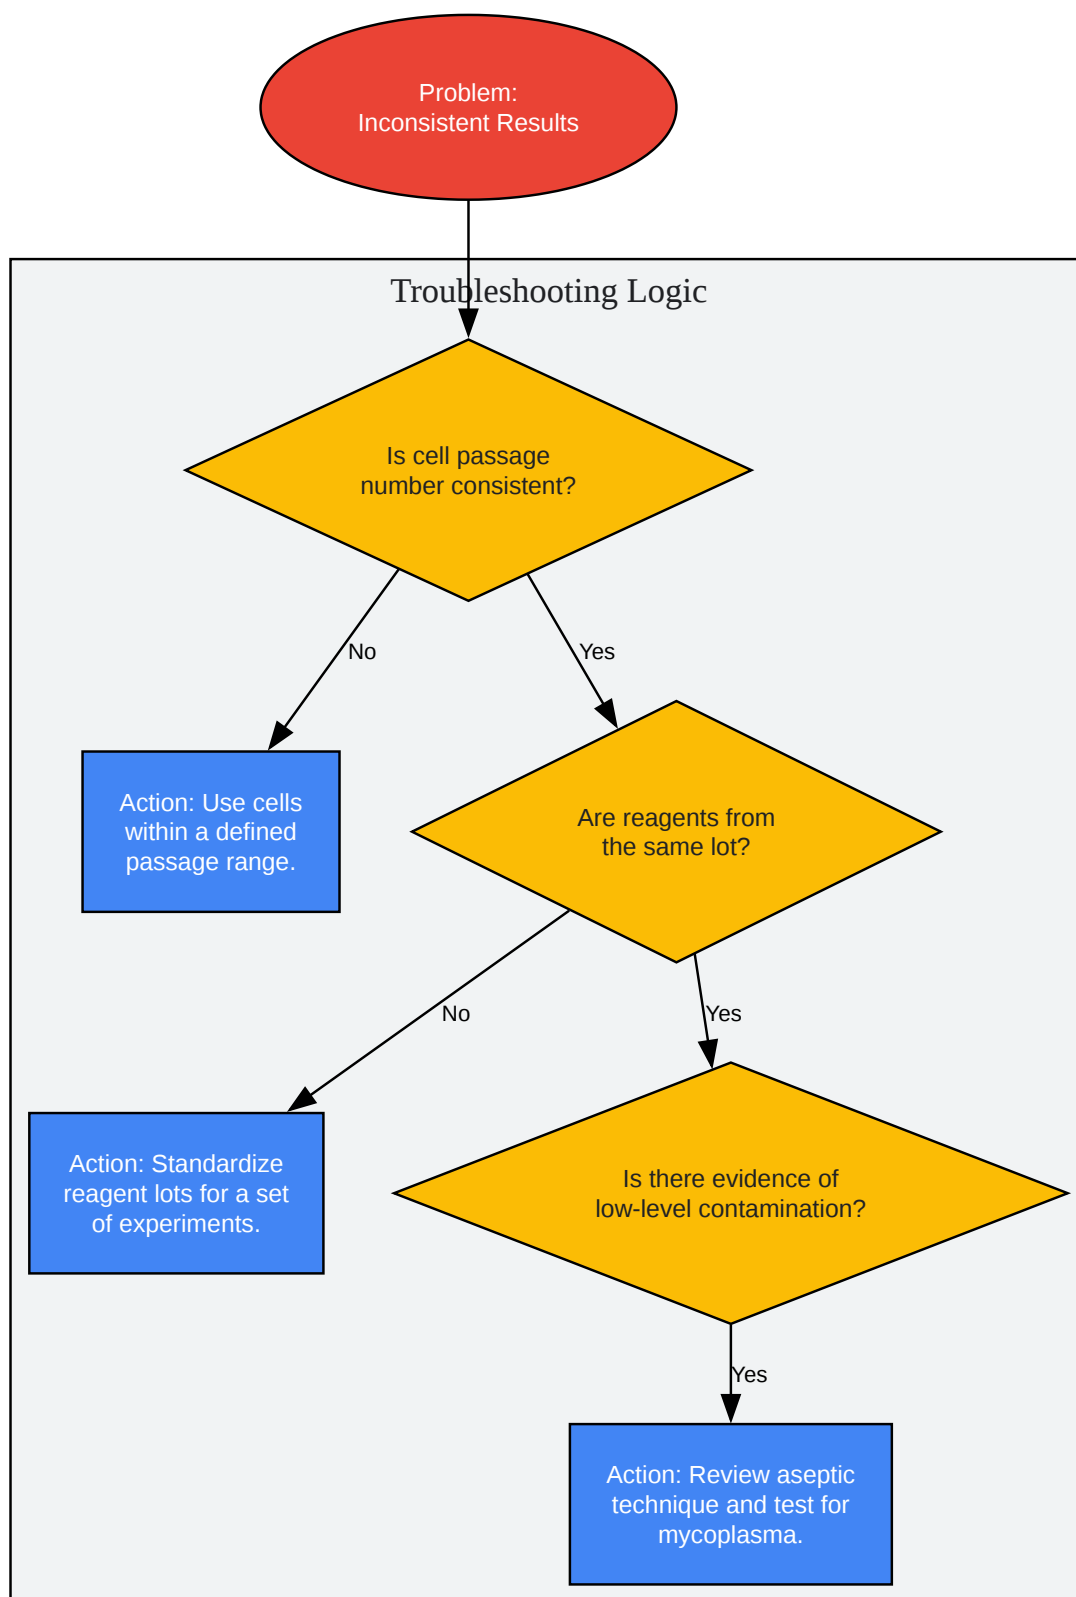 Problem:
Inconsistent Results
Troubleshooting Logic
Is cell passage
number consistent?
No
Yes
Action: Use cells
within a defined
passage range.
Are reagents from
the same lot?
No
Yes
Action: Standardize
reagent lots for a set
of experiments.
Is there evidence of
low-level contamination?
Yes
Action: Review aseptic
technique and test for
mycoplasma.